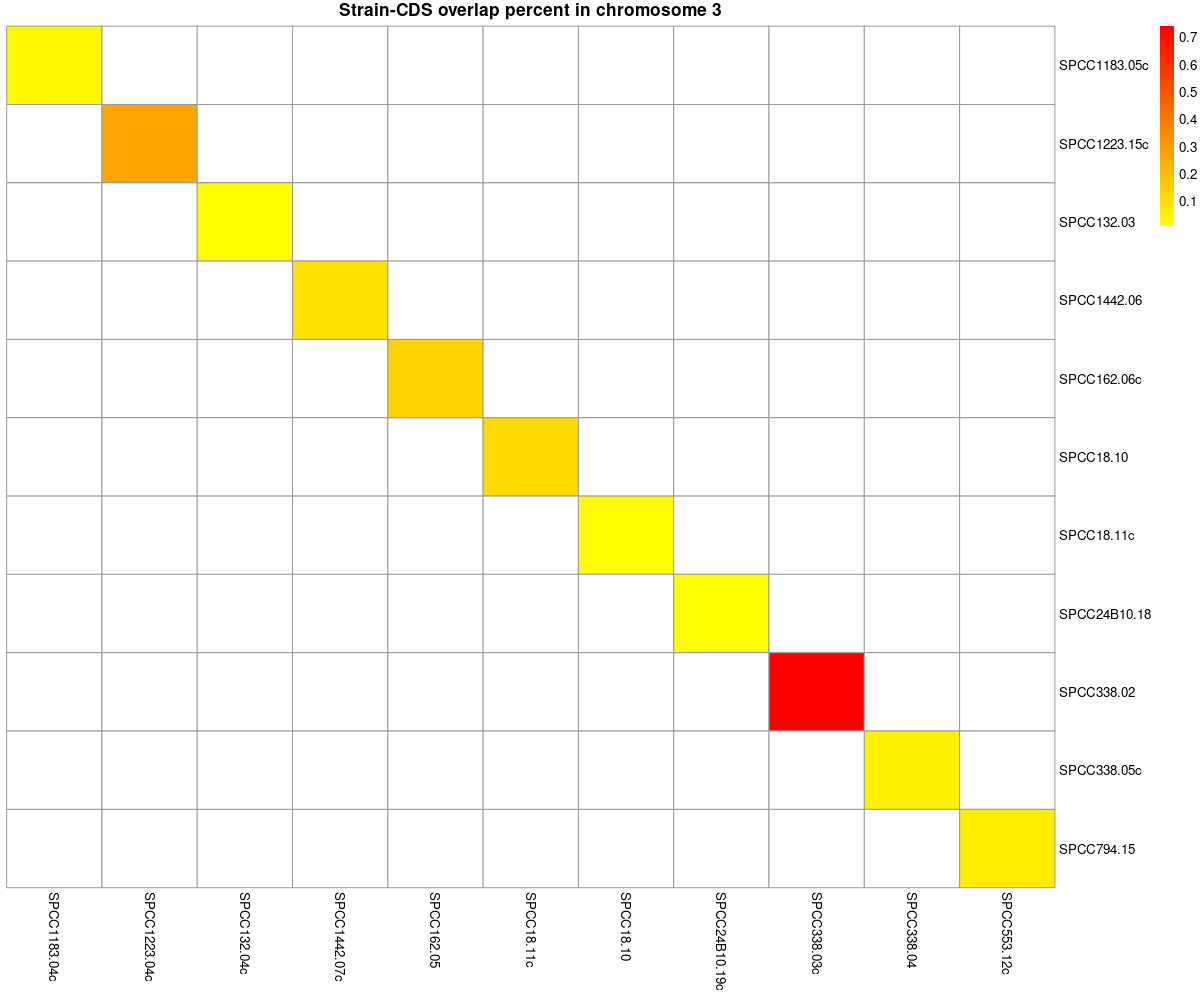 Strain-CDS overlap percent in chromosome 3
0.7
0.6
0.5
0.4
0.3
0.2
0.1
SPCC1183.05c
SPCC1223.15c
SPCC132.03
SPCC1442.06
SPCC162.06c
SPCC18.10
SPCC18.11c
SPCC24B10.18
SPCC338.02
SPCC338.05c
SPCC794.15
SPCC1183.04c
SPCC1223.04c
SPCC132.04c
SPCC1442.07c
SPCC162.05
SPCC18.11c
SPCC18.10
SPCC24B10.19c
SPCC338.03c
SPCC338.04
SPCC553.12c